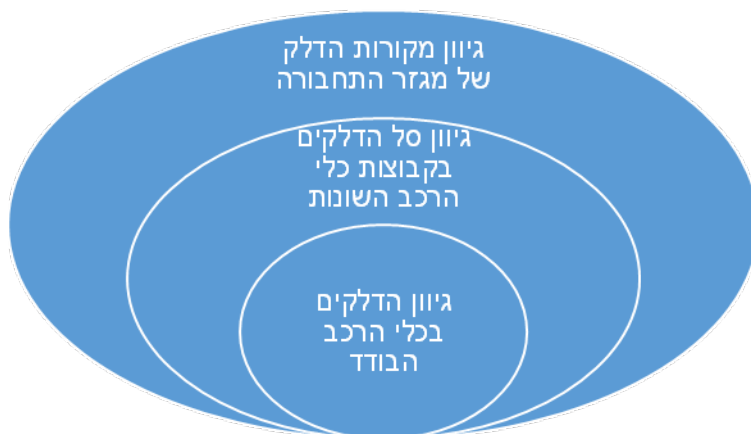 גיוון מקורות הדלק
של מגזר התחבורה
גיוון סל הדלקים
בקבוצות כלי
הרכב השונות
גיוון הדלקים
בכלי הרכב
הבודד